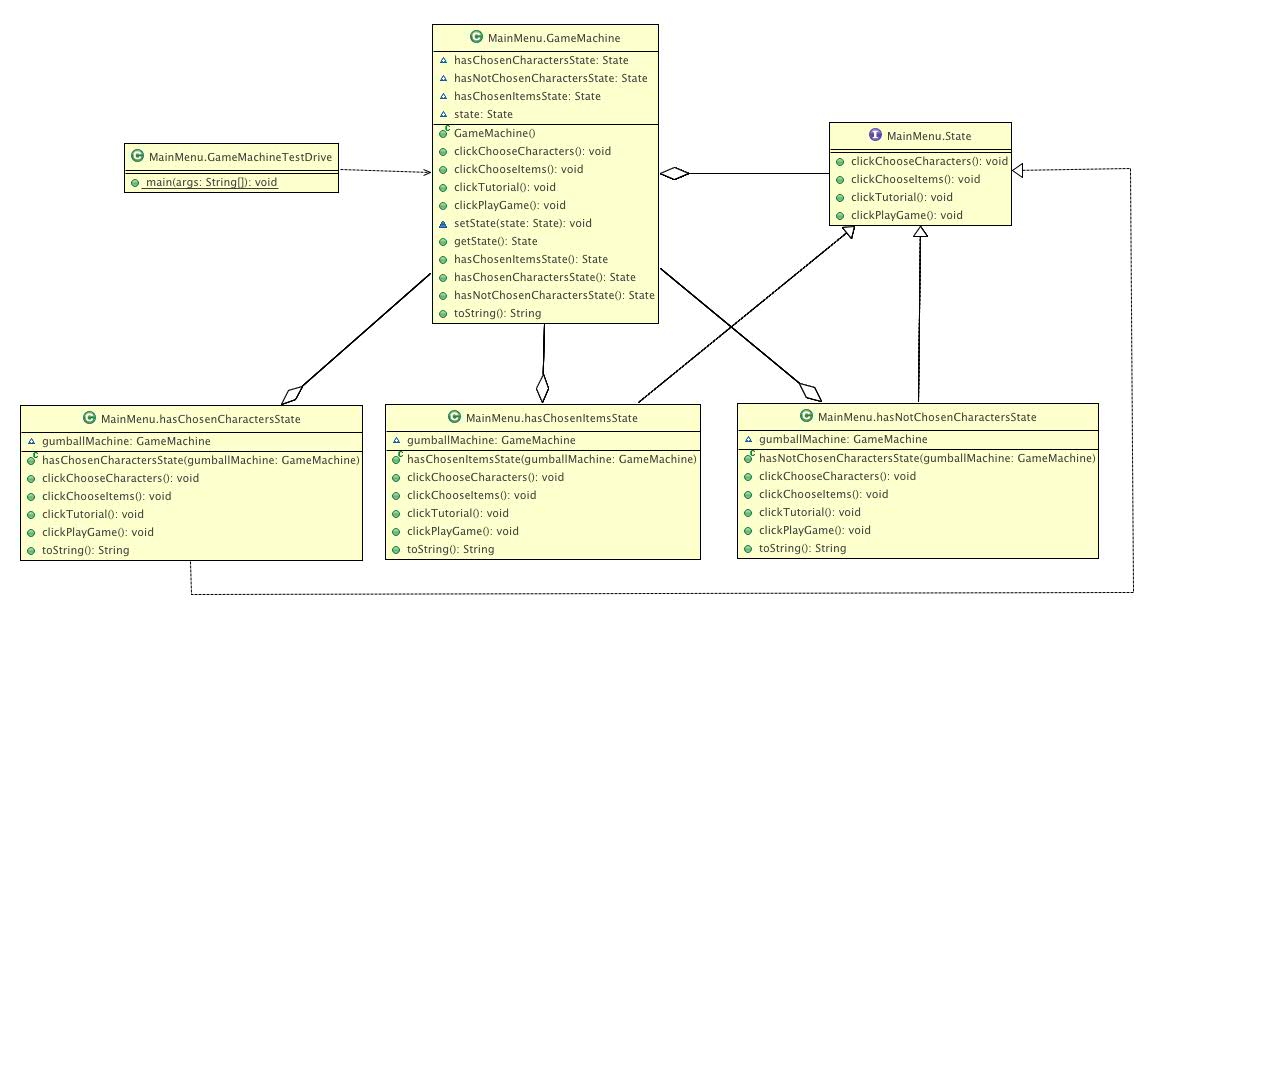 MainMenu.GameMachine
hasChosenCharactersState: State
hasNotChosenCharactersState: State
hasChosenItemsState: State
state: State
GameMachine()
clickChooseCharacters(): void
clickChooseItems(): void
clickTutorial(): void
clickPlayGame(): void
setState(state: State): void
getState(): State
hasChosenItemsState(): State
hasChosenCharactersState(): State
hasNotChosenCharactersState(): State
toString(): String
MainMenu.GameMachineTestDrive
main(args: String[]): void
MainMenu.State
clickChooseCharacters(): void
clickChooseItems(): void
clickTutorial(): void
clickPlayGame(): void
MainMenu.hasChosenCharactersState
gumballMachine: GameMachine
hasChosenCharactersState(gumballMachine: GameMachine)
clickChooseCharacters(): void
clickChooseItems(): void
clickTutorial(): void
clickPlayGame(): void
toString(): String
MainMenu.hasChosenItemsState
gumballMachine: GameMachine
hasChosenItemsState(gumballMachine: GameMachine)
clickChooseCharacters(): void
clickChooseItems(): void
clickTutorial(): void
clickPlayGame(): void
toString(): String
MainMenu.hasNotChosenCharactersState
gumballMachine: GameMachine
hasNotChosenCharactersState(gumballMachine: GameMachine)
clickChooseCharacters(): void
clickChooseItems(): void
clickTutorial(): void
clickPlayGame(): void
toString(): String